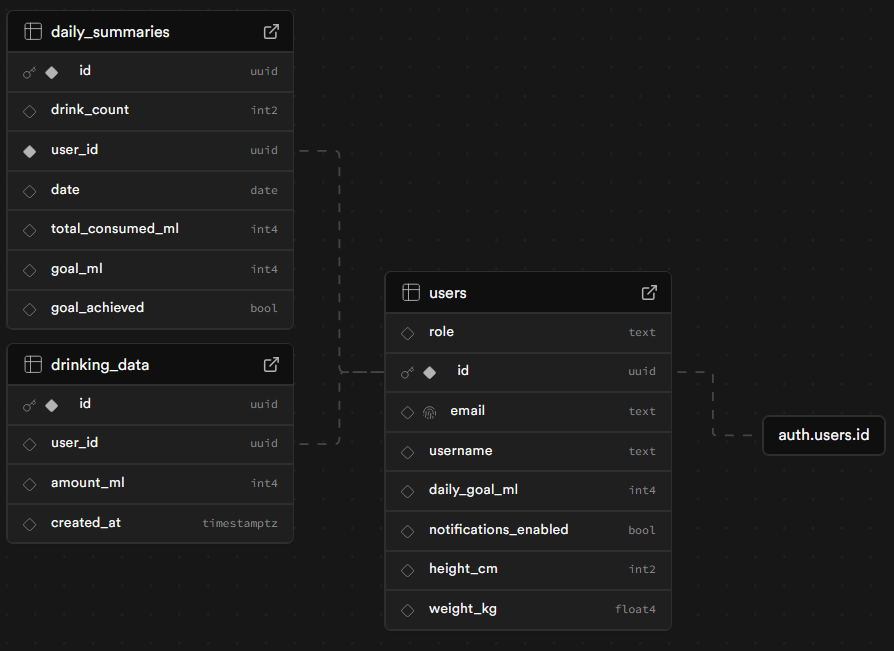 daily_summaries
id uuid
drink_count int2
user_id uuid
date date
total_consumed_ml int4
goal_ml int4
goal_achieved bool
drinking_data
id uuid
user_id uuid
amount_ml int4
created_at timestamptz
users
role text
id uuid
email text
username text
daily_goal_ml int4
notifications_enabled bool
height_cm int2
weight_kg float4
auth.users.id